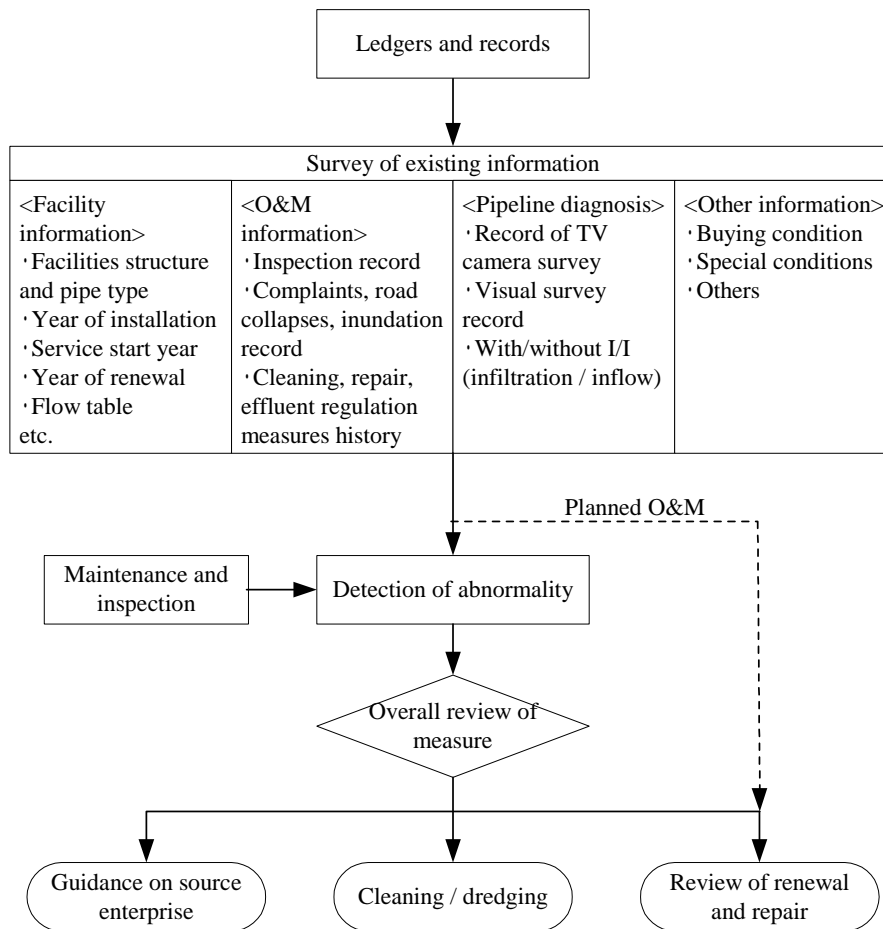 Ledgers and records
Survey of existing information
<Facility
information>
·Facilities structure
and pipe type
·Year of installation
·Service start year
·Year of renewal
·Flow table
etc.
<O&M
information>
·Inspection record
·Complaints, road
collapses, inundation
record
·Cleaning, repair,
effluent regulation
measures history
<Pipeline diagnosis>
·Record of TV
camera survey
·Visual survey
record
·With/without I/I
(infiltration / inflow)
<Other information>
·Buying condition
·Special conditions
·Others
Planned O&M
Maintenance and
inspection
Detection of abnormality
Overall review of
measure
Guidance on source
enterprise
Cleaning / dredging
Review of renewal
and repair